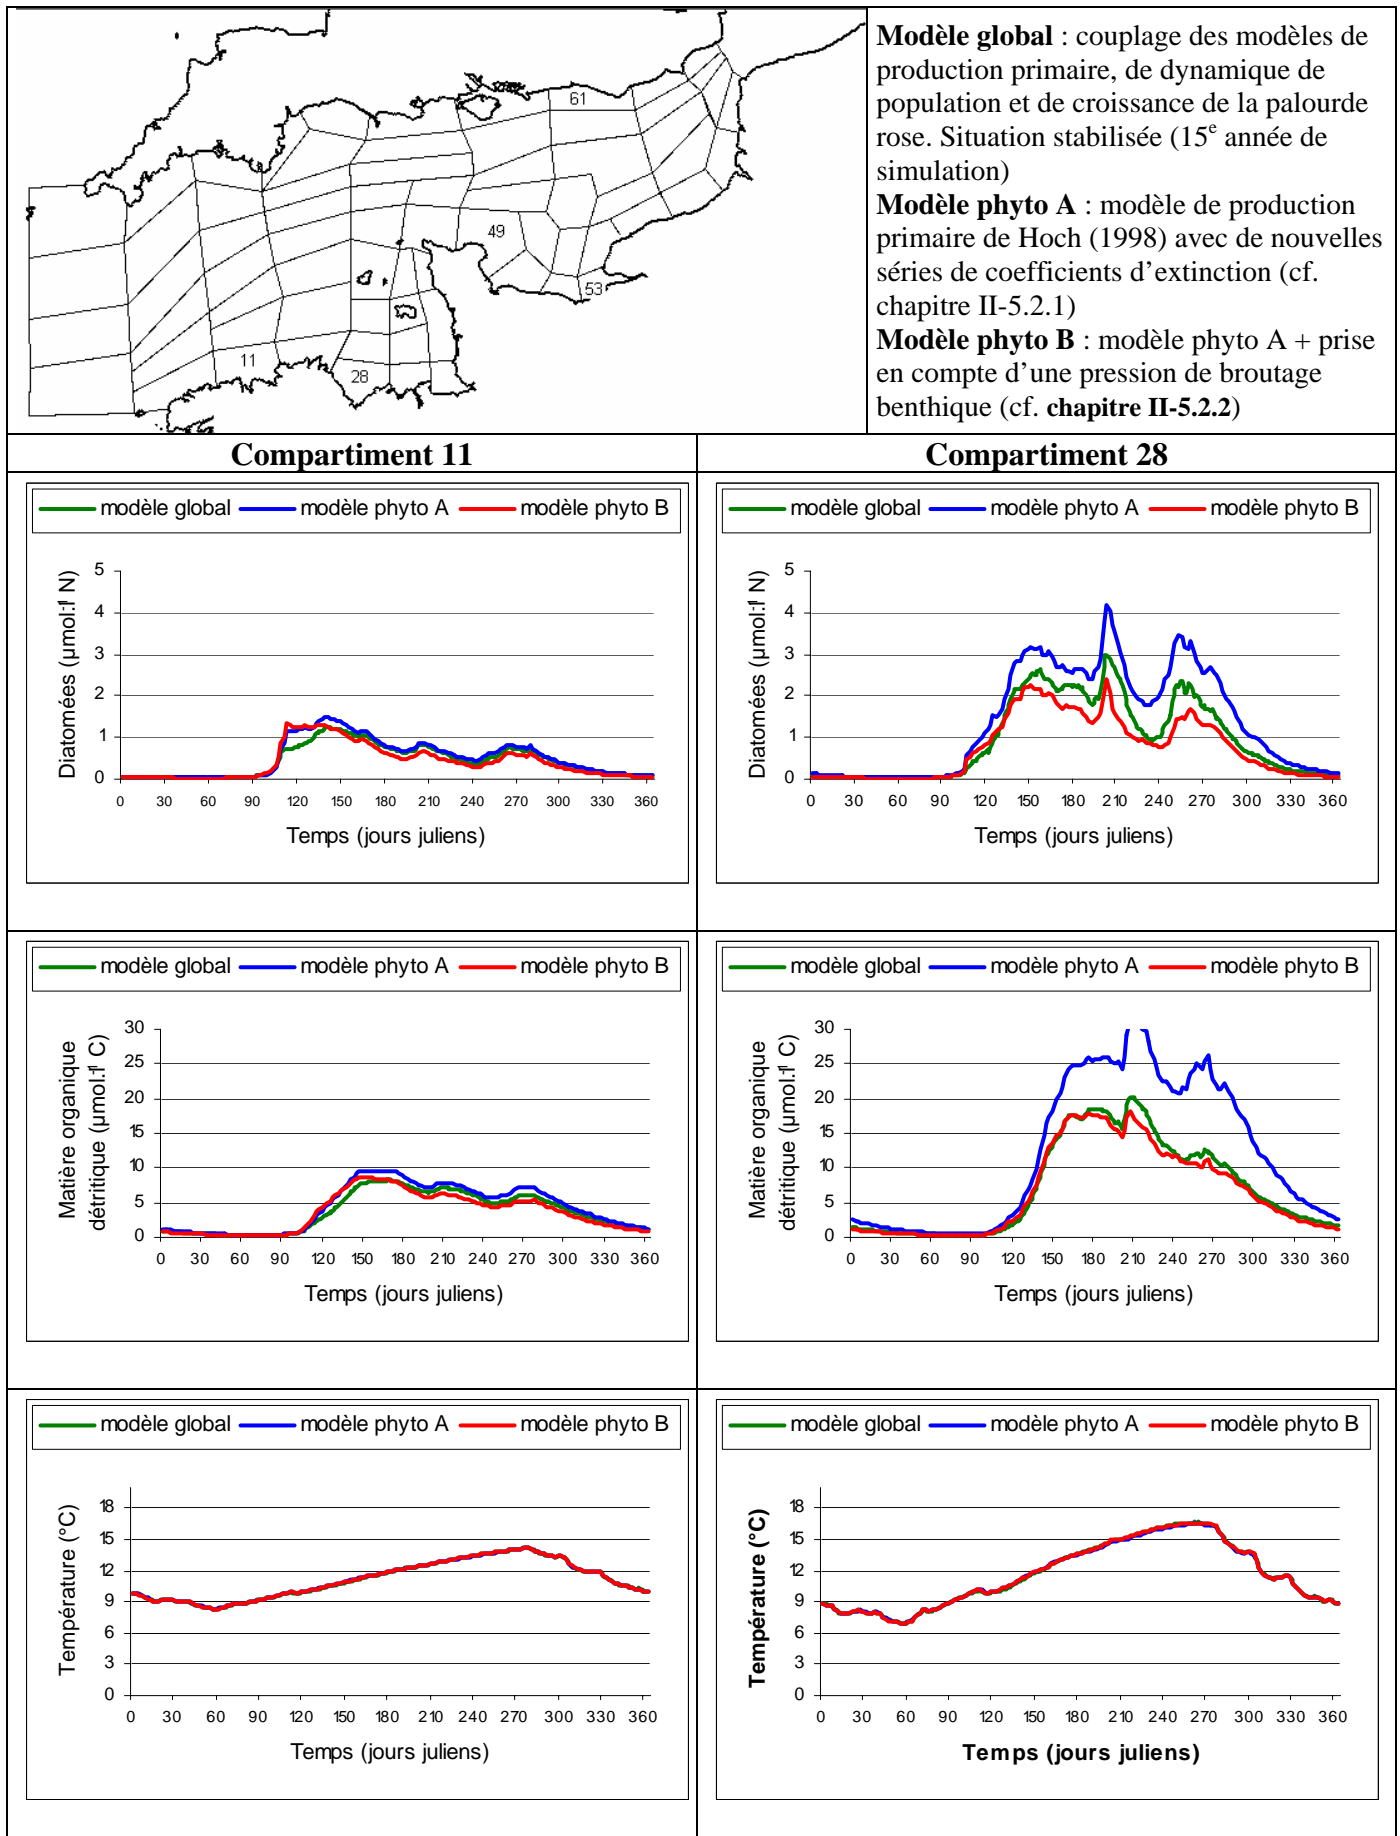 61
49
53
11
28
Modèle global : couplage des modèles de
production primaire, de dynamique de
population et de croissance de la palourde
rose. Situation stabilisée (15e année de
simulation)
Modèle phyto A : modèle de production
primaire de Hoch (1998) avec de nouvelles
séries de coefficients d'extinction (cf.
chapitre II-5.2.1)
Modèle phyto B : modèle phyto A + prise
en compte d'une pression de broutage
benthique (cf. chapitre II-5.2.2)
Compartiment 11
Compartiment 28
modèle global modèle phyto A modèle phyto B
Diatomées (µmol.l-1 N)
5
4
3
2
1
0
0 30 60 90 120 150 180 210 240 270 300 330 360
Temps (jours juliens)
modèle global modèle phyto A modèle phyto B
Diatomées (µmol.l-1 N)
5
4
3
2
1
0
0 30 60 90 120 150 180 210 240 270 300 330 360
Temps (jours juliens)
modèle global modèle phyto A modèle phyto B
Matière organique
détritique (µmol.l-1 C)
30
25
20
15
10
5
0
0 30 60 90 120 150 180 210 240 270 300 330 360
Temps (jours juliens)
modèle global modèle phyto A modèle phyto B
Matière organique
détritique (µmol.l-1 C)
30
25
20
15
10
5
0
0 30 60 90 120 150 180 210 240 270 300 330 360
Temps (jours juliens)
modèle global modèle phyto A modèle phyto B
Température (°C)
18
15
12
9
6
3
0
0 30 60 90 120 150 180 210 240 270 300 330 360
Temps (jours juliens)
modèle global modèle phyto A modèle phyto B
Température (°C)
18
15
12
9
6
3
0
0 30 60 90 120 150 180 210 240 270 300 330 360
Temps (jours juliens)